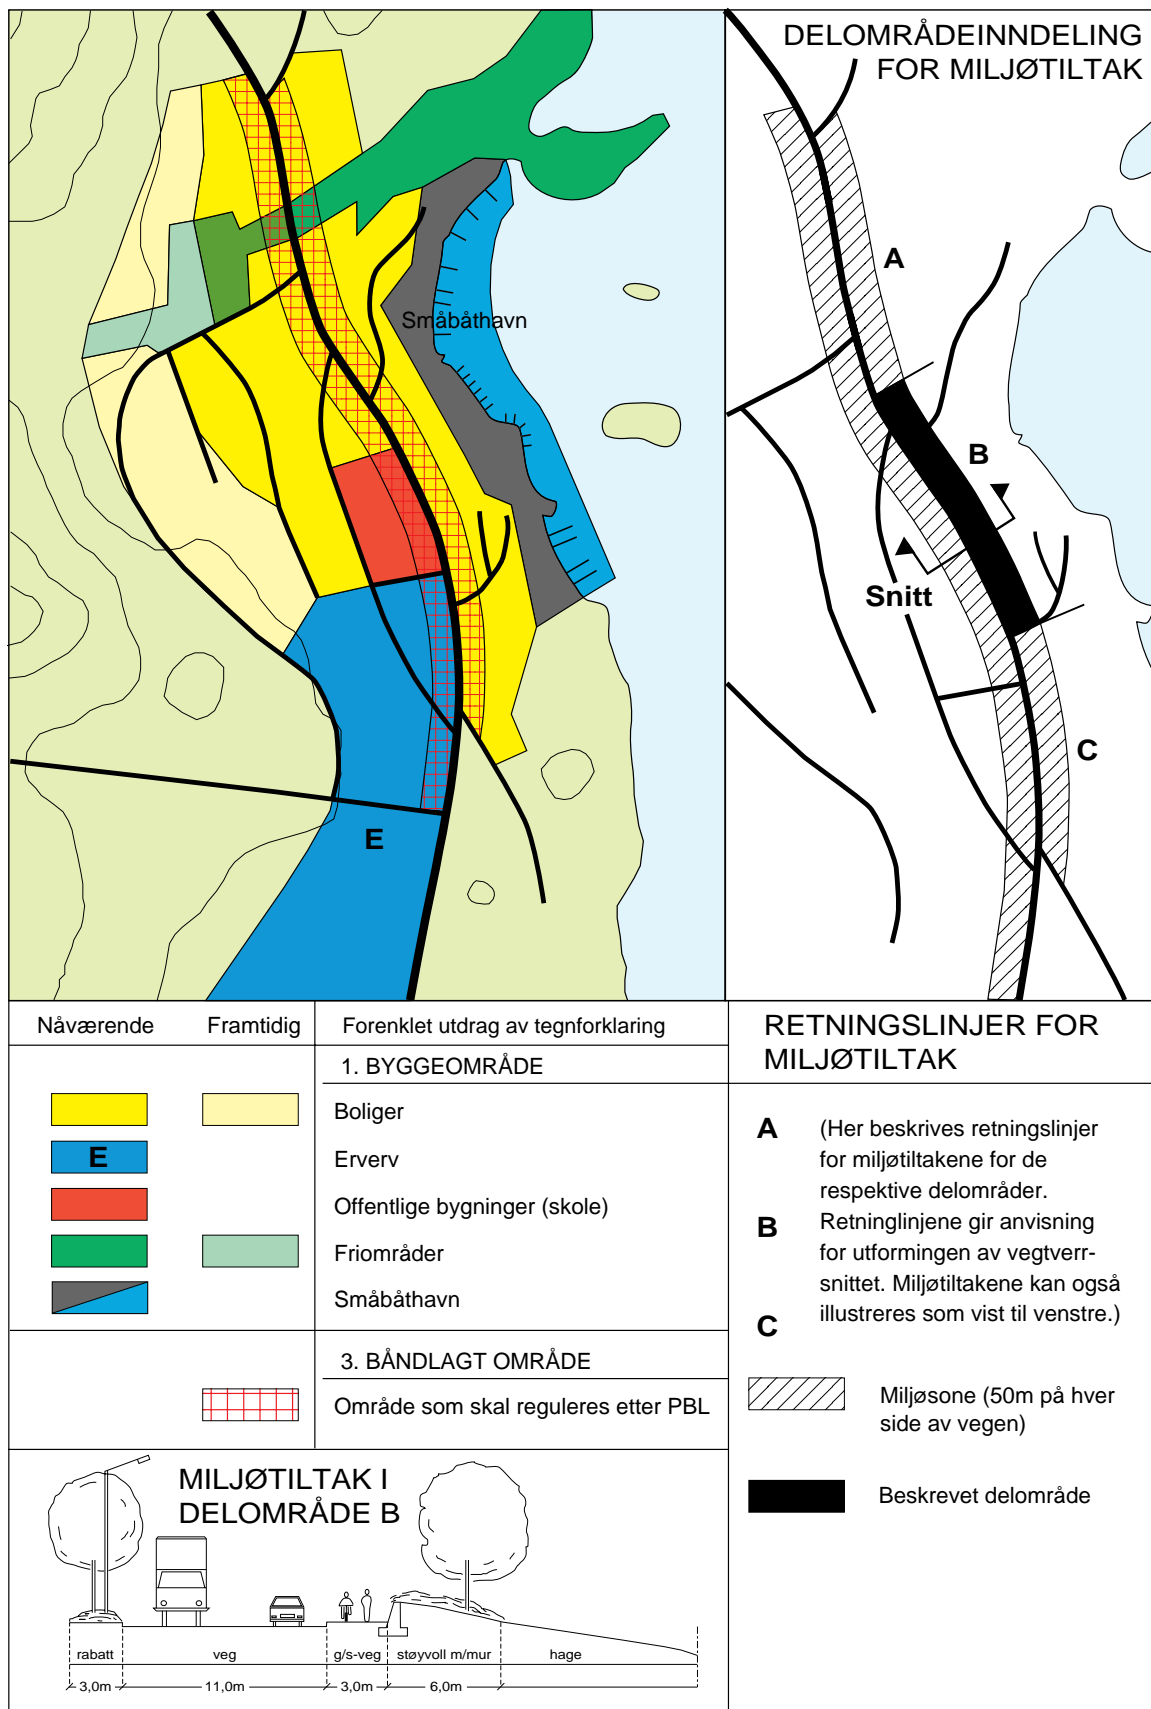 DELOMRÅDEINNDELING
FOR MILJØTILTAK
Småbåthavn
E
A
B
Snitt
C
Nåværende
Framtidig
Forenklet utdrag av tegnforklaring
1. BYGGEOMRÅDE
Boliger
E
Erverv
Offentlige bygninger (skole)
Friområder
Småbåthavn
3. BÅNDLAGT OMRÅDE
Område som skal reguleres etter PBL
RETNINGSLINJER FOR
MILJØTILTAK
A
(Her beskrives retningslinjer
for miljøtiltakene for de
respektive delområder.
B
Retninglinjene gir anvisning
for utformingen av vegtverr-
snittet. Miljøtiltakene kan også
illustreres som vist til venstre.)
C
Miljøsone (50m på hver
side av vegen)
Beskrevet delområde
MILJØTILTAK I
DELOMRÅDE B
rabatt
veg
g/s-veg
støyvoll m/mur
hage
3,0m
11,0m
3,0m
6,0m